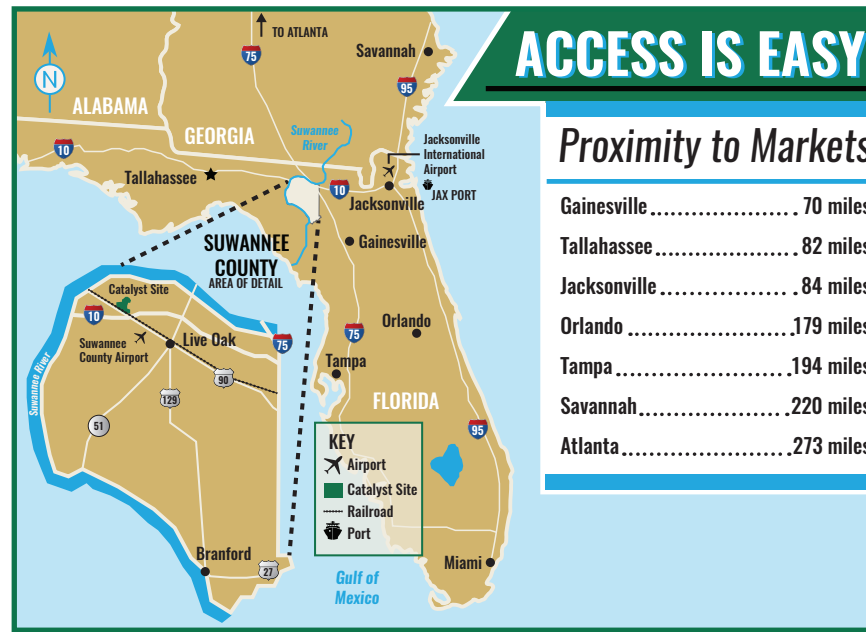 TO ATLANTA
75
Savannah
N
95
ALABAMA
GEORGIA
Suwannee
River
10
Jacksonville
International
Airport
Tallahassee
10
JAX PORT
Jacksonville
SUWANNEE
COUNTY
AREA OF DETAIL
Gainesville
Catalyst Site
10
Suwannee
County Airport
Live Oak
75
75
Orlando
Suwannee River
90
Tampa
129
FLORIDA
51
95
KEY
Airport
Catalyst Site
Railroad
Port
Branford
27
Miami
Gulf of
Mexico
ACCESS IS EASY
Proximity to Markets
Gainesville...................... 70 miles
Tallahassee..................... 82 miles
Jacksonville.................... 84 miles
Orlando .........................179 miles
Tampa...........................194 miles
Savannah.......................220 miles
Atlanta..........................273 miles